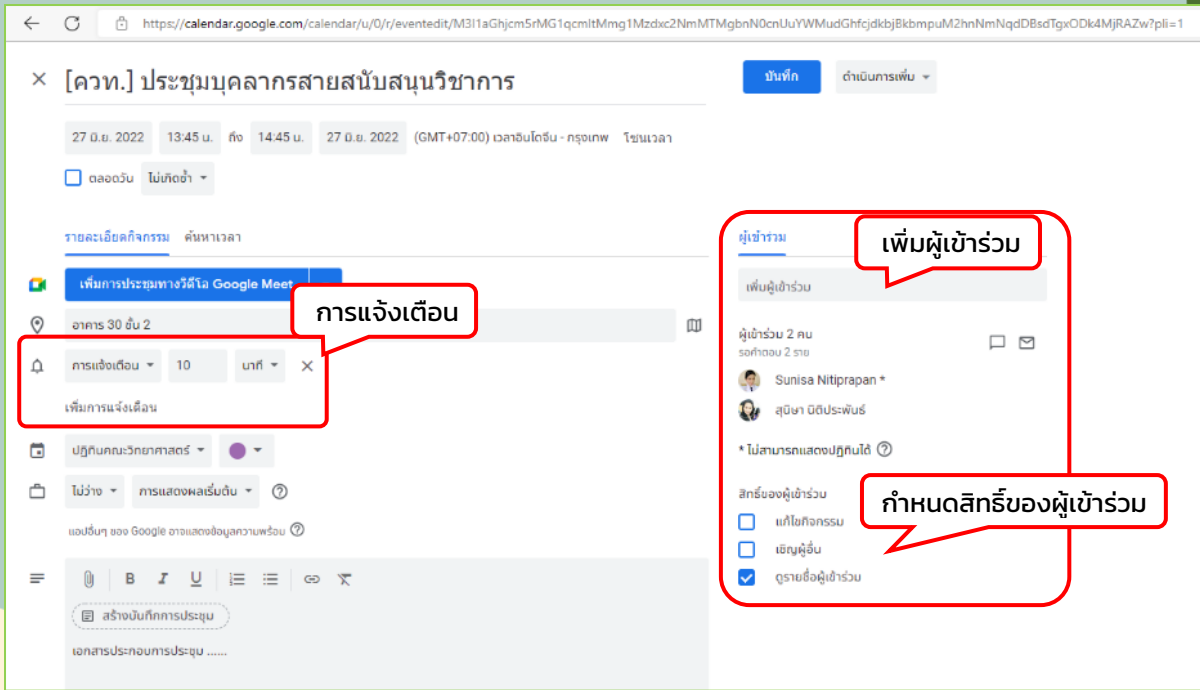 https://calendar.google.com/calendar/u/0/r/eventedit/M3I1aGhjcm5rMG1qcmltMmg1Mzdxc2NmMTMgbnN0cnUuYWMudGhfcjdkbjBkbmpuM2hnNmNqdDBsdTgxODk4MjRAZw?pli=1
[ควท.] ประชุมบุคลากรสายสนับสนุนวิชาการ
บันทึก
ดำเนินการเพิ่ม
27 มิ.ย. 2022 13:45 น. ถึง 14:45 น. 27 มิ.ย. 2022 (GMT+07:00) เวลาอินโดจีน - กรุงเทพ โซนเวลา
ตลอดวัน ไม่เกิดซ้ำ
รายละเอียดกิจกรรม ค้นหาเวลา
เพิ่มการประชุมทางวิดีโอ Google Meet
การแจ้งเตือน
อาคาร 30 ชั้น 2
การแจ้งเตือน 10 นาที
เพิ่มการแจ้งเตือน
ปฏิทินคณะวิทยาศาสตร์
ไม่ว่าง การแสดงผลเริ่มต้น
แอปอื่นๆ ของ Google อาจแสดงข้อมูลความพร้อม
B I U
สร้างบันทึกการประชุม
เอกสารประกอบการประชุม ......
ผู้เข้าร่วม
เพิ่มผู้เข้าร่วม
เพิ่มผู้เข้าร่วม
ผู้เข้าร่วม 2 คน
รอคำตอบ 2 ราย
Sunisa Nitiprapan *
สุนิษา นิติประพันธ์
* ไม่สามารถแสดงปฏิทินได้
สิทธิ์ของผู้เข้าร่วม
กำหนดสิทธิ์ของผู้เข้าร่วม
แก้ไขกิจกรรม
เชิญผู้อื่น
ดูรายชื่อผู้เข้าร่วม